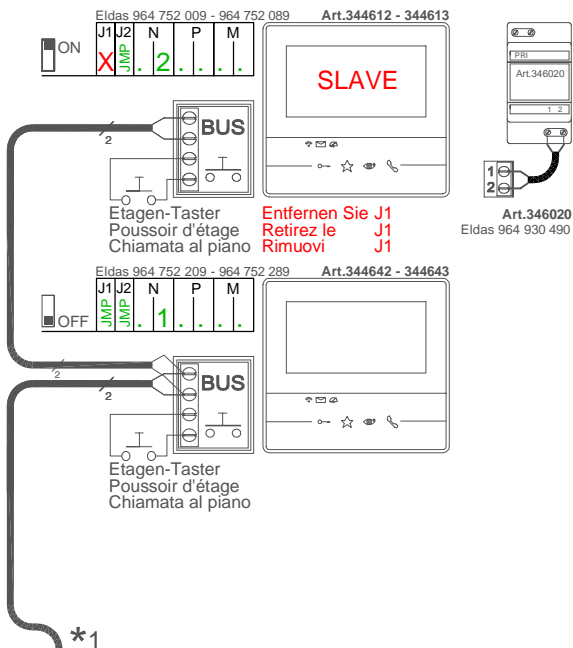 Eldas 964 752 009 - 964 752 089 Art.344612 - 344613
ON
J1 J2 N P M
X JMP . 2 . . . .
BUS
SLAVE
2
Etagen-Taster
Poussoir d'étage
Chiamata al piano
Entfernen Sie J1
Retirez le J1
Rimuovi J1
PRI
Art.346020
1 2
1
2
Art.346020
Eldas 964 930 490
Eldas 964 752 209 - 964 752 289 Art.344642 - 344643
OFF
J1 J2 N P M
JMP JMP . 1 . . . .
BUS
2
2
Etagen-Taster
Poussoir d'étage
Chiamata al piano
*1